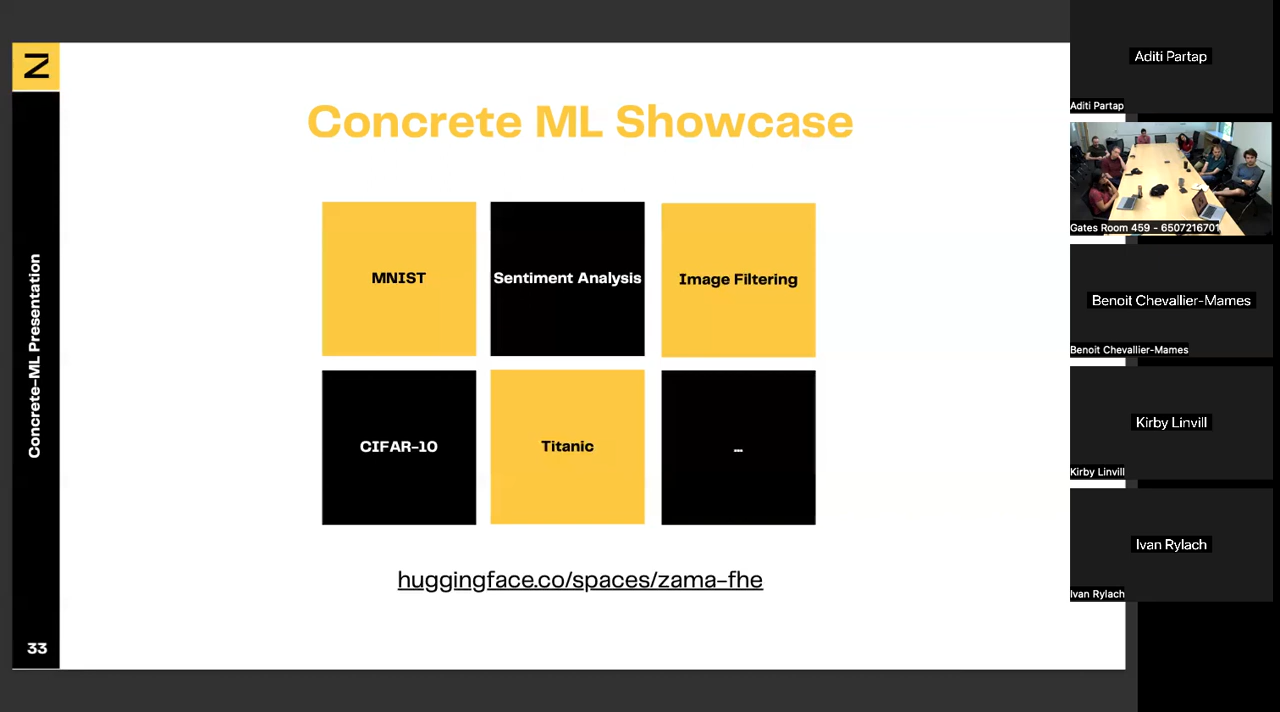 Z
Concrete-ML Presentation
33
Concrete ML Showcase
MNIST
Sentiment Analysis
Image Filtering
CIFAR-10
Titanic
...
huggingface.co/spaces/zama-fhe
Aditi Partap
Aditi Partap
Gates Room 459 - 6507216701
Benoit Chevallier-Mames
Benoit Chevallier-Mames
Kirby Linvill
Kirby Linvill
Ivan Rylach
Ivan Rylach